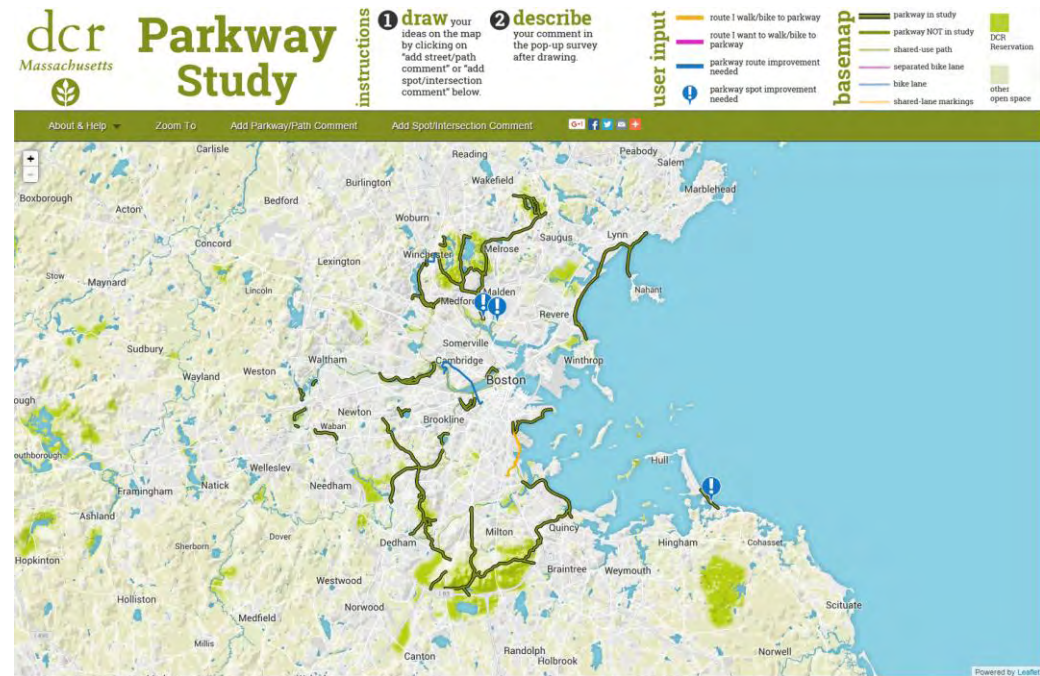 dcr
Massachusetts
Parkway
Study
instructions
1 draw your
ideas on the map
by clicking on
"add street/path
comment" or "add
spot/intersection
comment" below.
2 describe
your comment in
the pop-up survey
after drawing.
user input
route I walk/bike to parkway
route I want to walk/bike to
parkway
parkway route improvement
needed
parkway spot improvement
needed
basemap
parkway in study
parkway NOT in study
shared-use path
separated bike lane
bike lane
shared-lane markings
DCR
Reservation
other
open space
About & Help
Zoom To
Add Parkway/Path Comment
Add Spot/Intersection Comment
G+1
+
−
Carlisle
Reading
Peabody
Salem
Burlington
Wakefield
Marblehead
Boxborough
Acton
Bedford
Woburn
Concord
Saugus
Lynn
Lexington
Winchester
Melrose
Stow
Maynard
Lincoln
Medford
Malden
Nahant
Revere
Sudbury
Somerville
Waltham
Cambridge
Winthrop
Wayland
Weston
Boston
ough
Newton
Brookline
Waban
outhborough
Wellesley
Hull
Framingham
Natick
Needham
Ashland
Dover
Milton
Quincy
Sherborn
Dedham
Hingham
Cohasset
Hopkinton
Braintree
Weymouth
Westwood
Holliston
Norwood
Scituate
Medfield
Millis
Randolph
Norwell
Canton
Holbrook
Powered by Leaflet